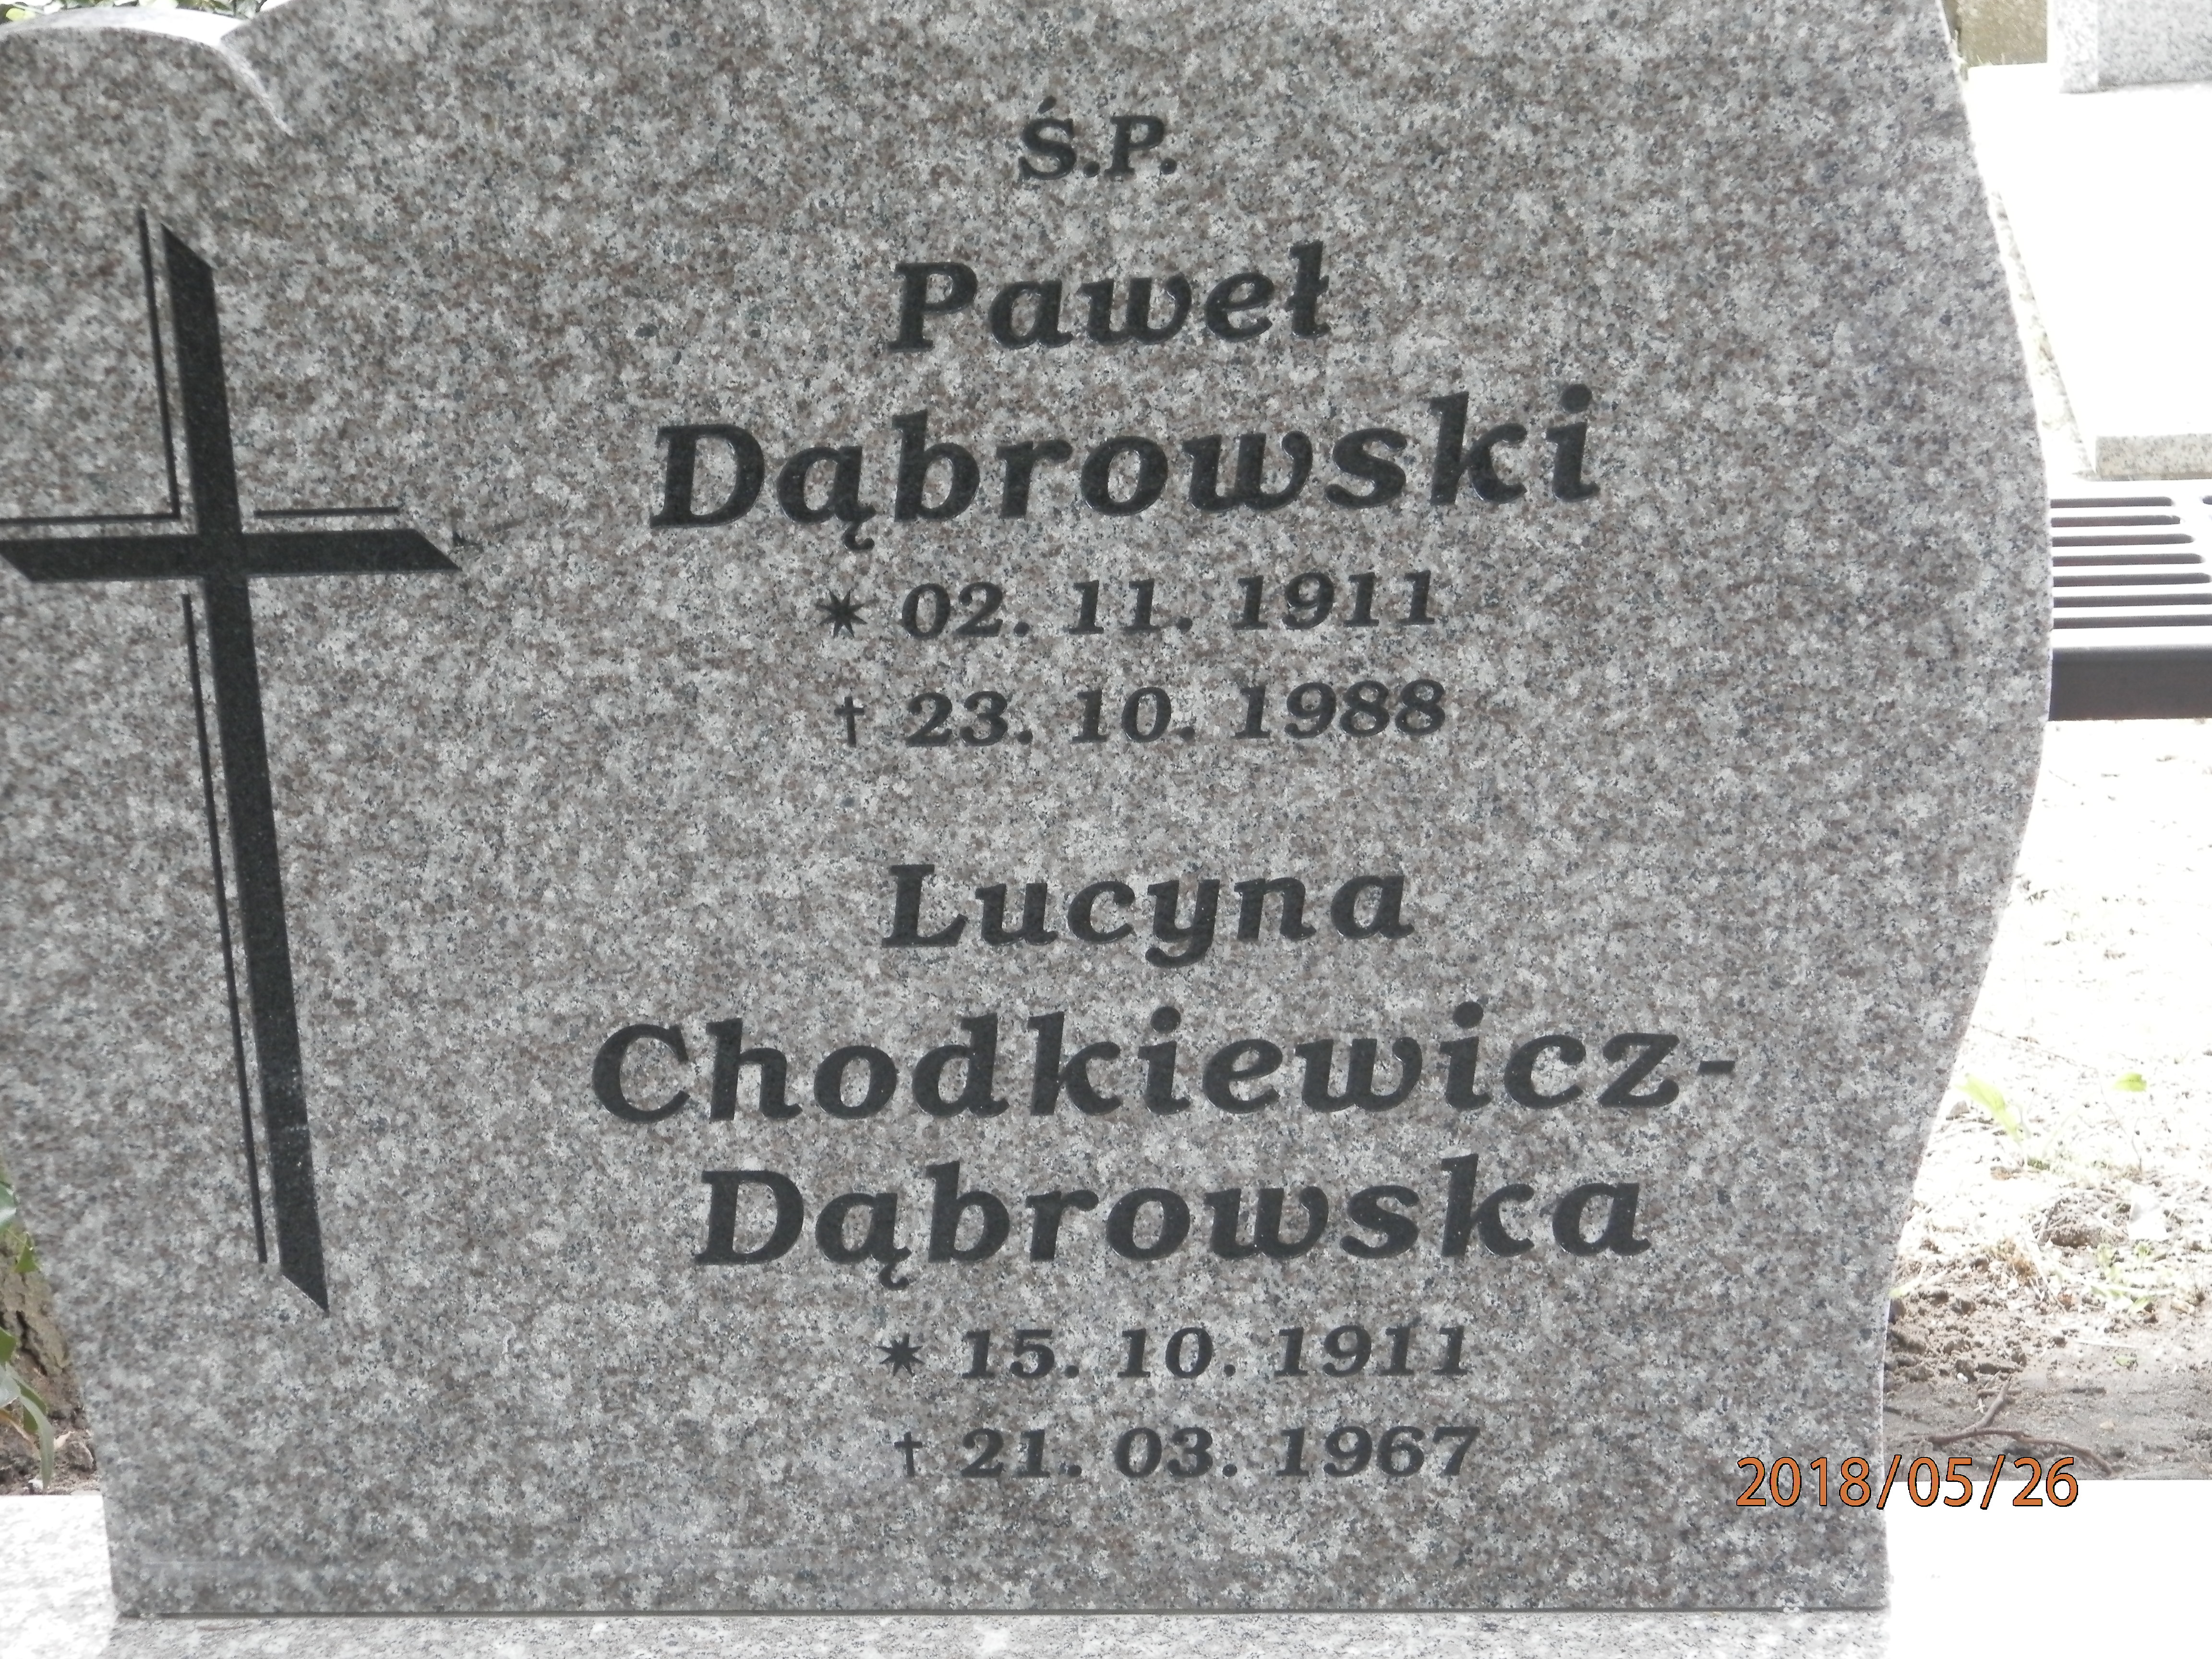 Ś.P.
Paweł
Dąbrowski
* 02. 11. 1911
† 23. 10. 1988
Lucyna
Chodkiewicz-
Dąbrowska
* 15. 10. 1911
† 21. 03. 1967
2018/05/26